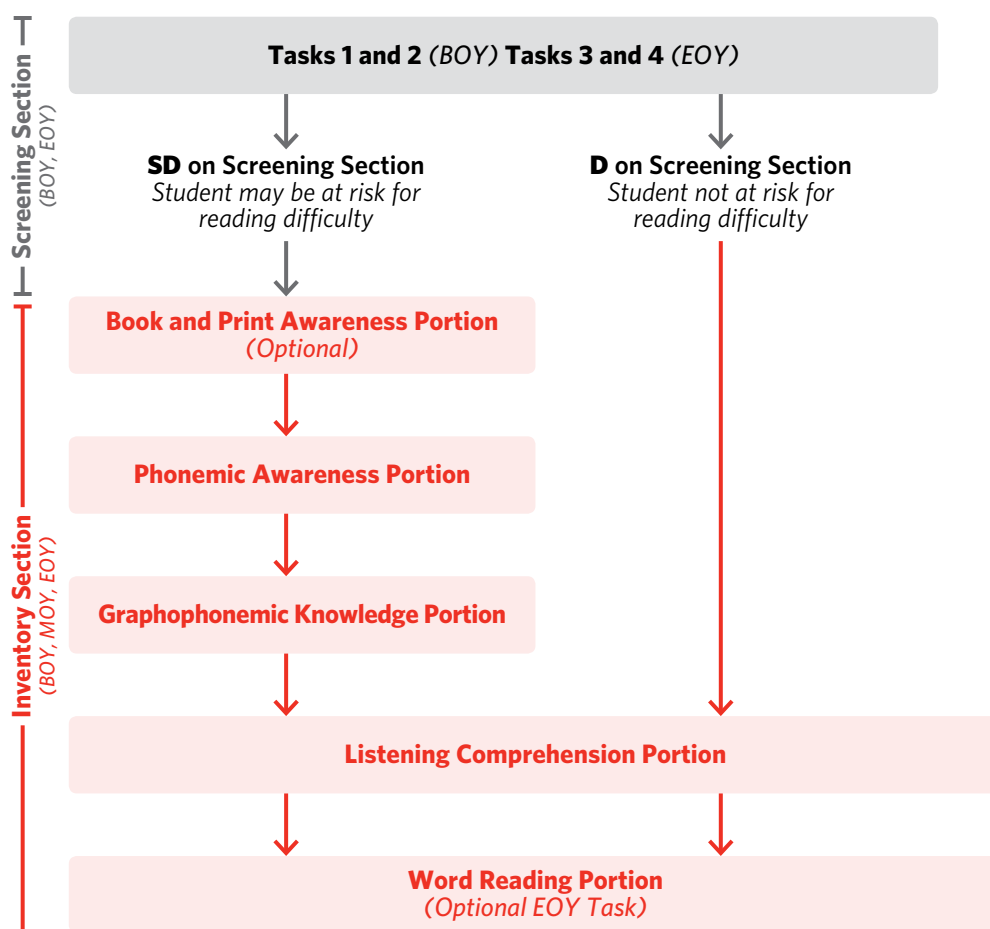 Screening Section
(BOY, EOY)
Tasks 1 and 2 (BOY) Tasks 3 and 4 (EOY)
SD on Screening Section
Student may be at risk for
reading difficulty
D on Screening Section
Student not at risk for
reading difficulty
Inventory Section
(BOY, MOY, EOY)
Book and Print Awareness Portion
(Optional)
Phonemic Awareness Portion
Graphophonemic Knowledge Portion
Listening Comprehension Portion
Word Reading Portion
(Optional EOY Task)